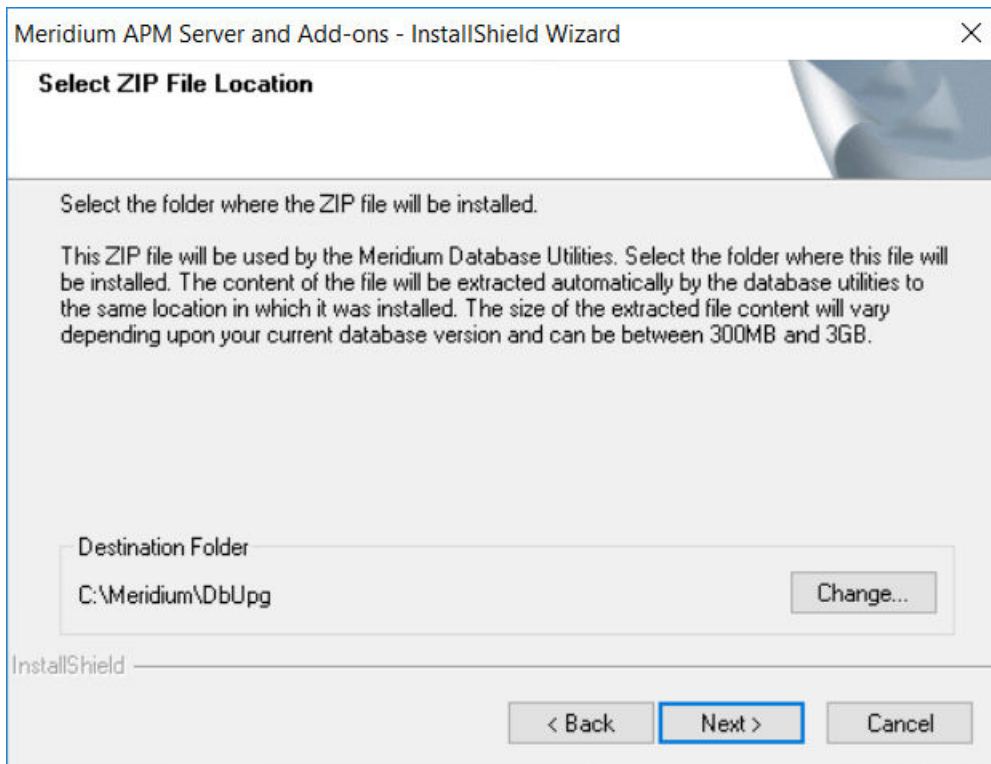 Meridium APM Server and Add-ons - InstallShield Wizard
Select ZIP File Location
Select the folder where the ZIP file will be installed.
This ZIP file will be used by the Meridium Database Utilities. Select the folder where this file will
be installed. The content of the file will be extracted automatically by the database utilities to
the same location in which it was installed. The size of the extracted file content will vary
depending upon your current database version and can be between 300MB and 3GB.
Destination Folder
C:\Meridium\DbUpg
Change...
InstallShield
< Back
Next >
Cancel